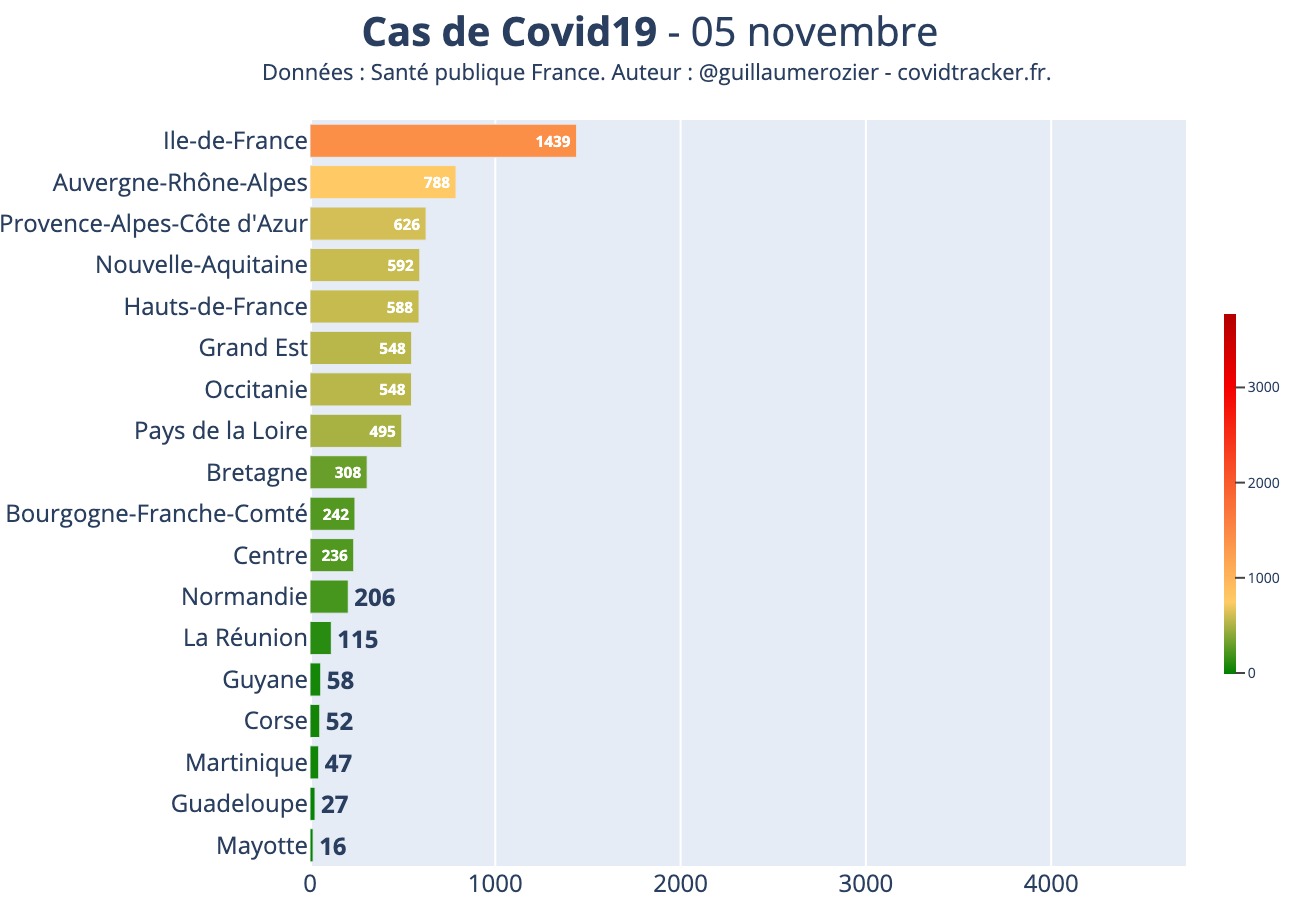 Cas de Covid19 - 05 novembre
Données : Santé publique France. Auteur : @guillaumerozier - covidtracker.fr.
Ile-de-France 1439
Auvergne-Rhône-Alpes 788
Provence-Alpes-Côte d'Azur 626
Nouvelle-Aquitaine 592
Hauts-de-France 588
Grand Est 548
Occitanie 548
Pays de la Loire 495
Bretagne 308
Bourgogne-Franche-Comté 242
Centre 236
Normandie 206
La Réunion 115
Guyane 58
Corse 52
Martinique 47
Guadeloupe 27
Mayotte 16
0 1000 2000 3000 4000
3000
2000
1000
0